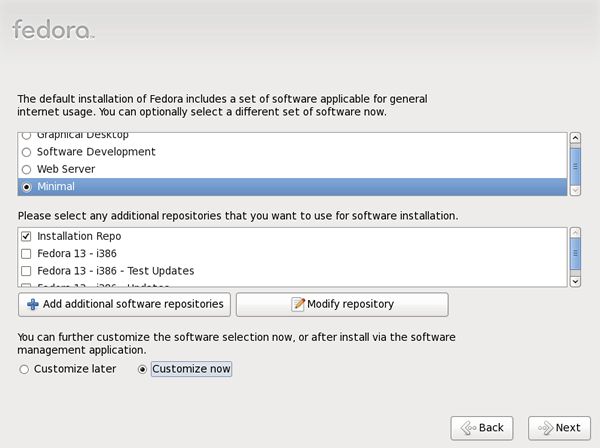 fedora
The default installation of Fedora includes a set of software applicable for general
internet usage. You can optionally select a different set of software now.
Graphical Desktop
Software Development
Web Server
Minimal
Please select any additional repositories that you want to use for software installation.
Installation Repo
Fedora 13 - i386
Fedora 13 - i386 - Test Updates
Fedora 13 - i386 - Updates
Add additional software repositories
Modify repository
You can further customize the software selection now, or after install via the software
management application.
Customize later
Customize now
Back
Next